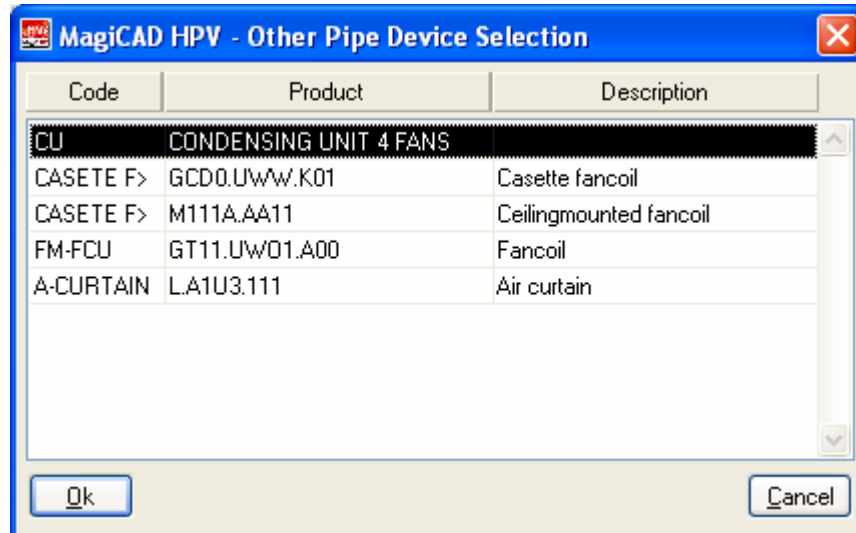 MagiCAD HPV - Other Pipe Device Selection
Code Product Description
CU CONDENSING UNIT 4 FANS
CASETE F> GCD0.UWW.K01 Casette fancoil
CASETE F> M111A.AA11 Ceilingmounted fancoil
FM-FCU GT11.UW01.A00 Fancoil
A-CURTAIN L.A1U3.111 Air curtain
Ok Cancel